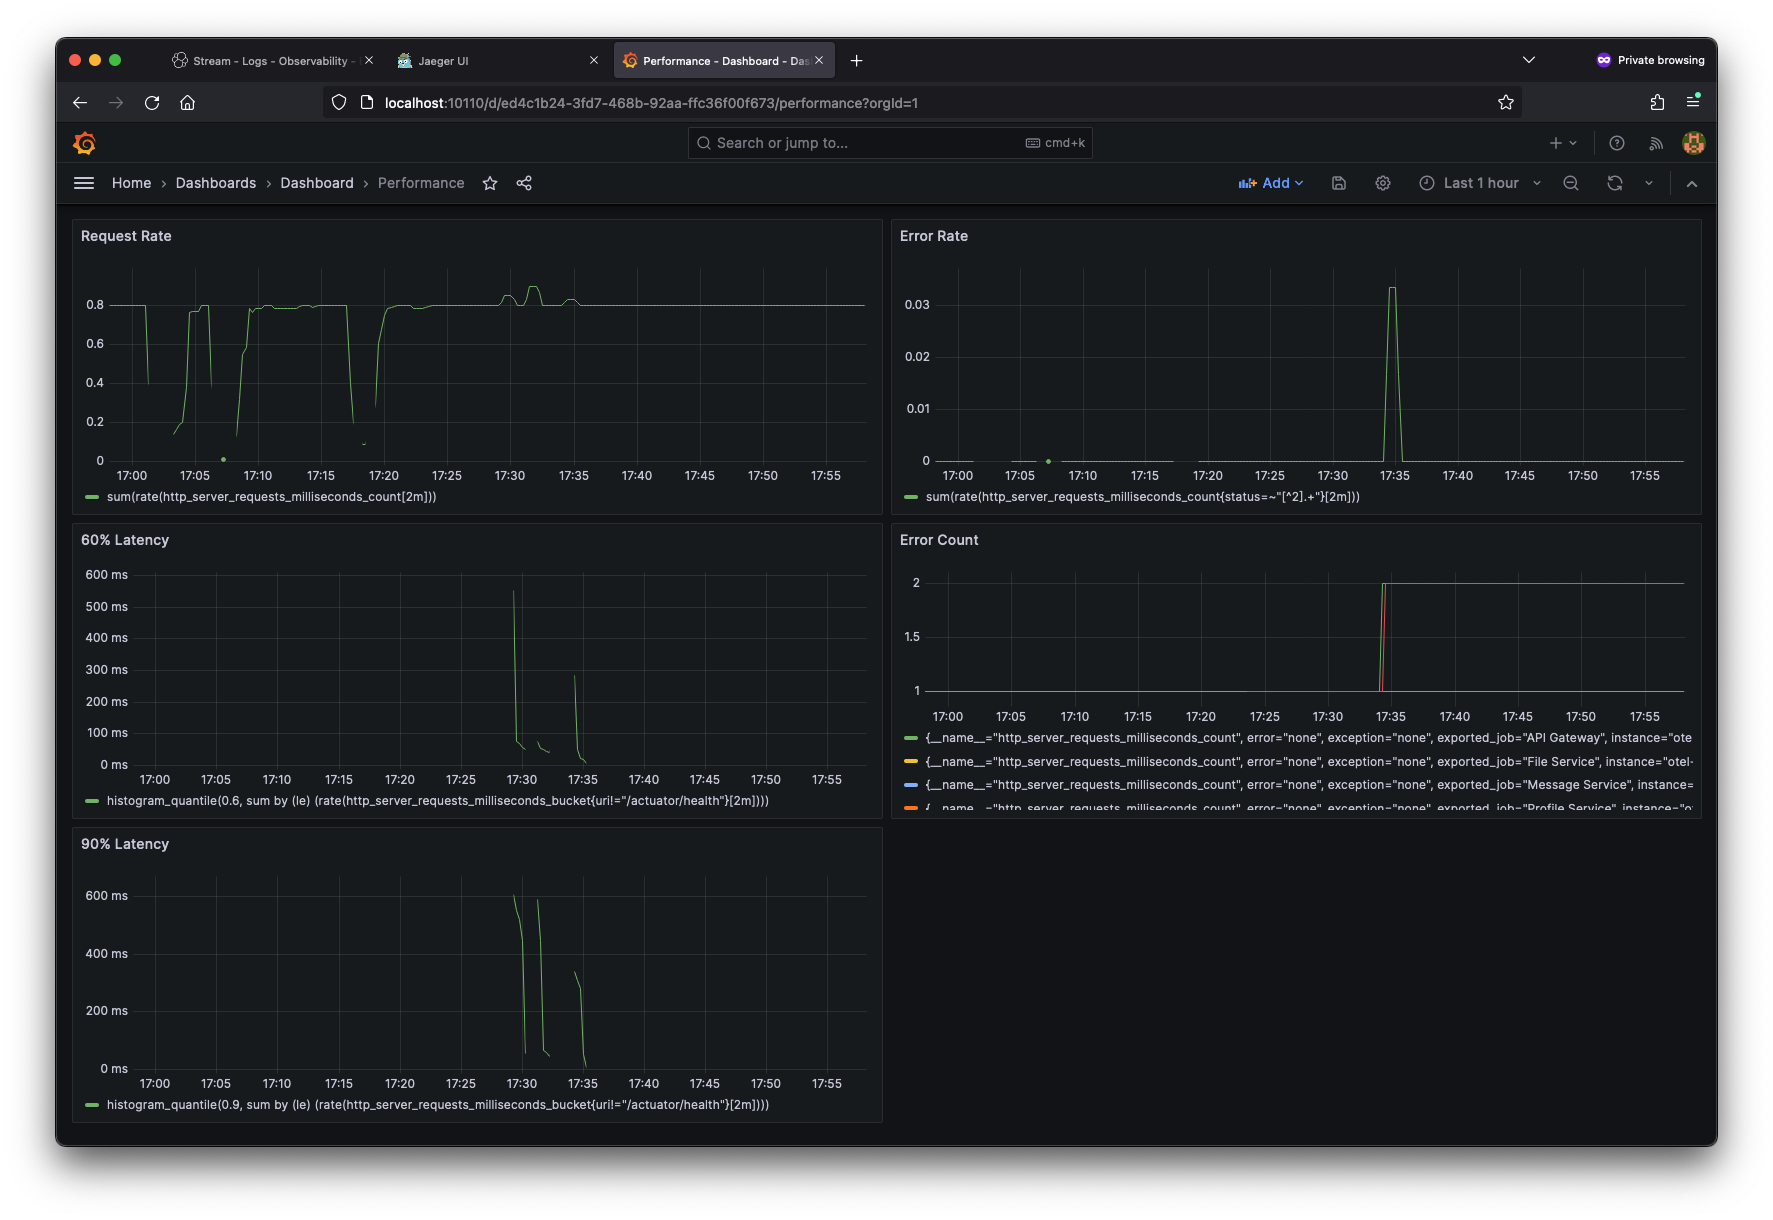 Stream - Logs - Observability -
Jaeger UI
Performance - Dashboard - Das
Private browsing
localhost:10110/d/ed4c1b24-3fd7-468b-92aa-ffc36f00f673/performance?orgId=1
Search or jump to...
cmd+k
Home
Dashboards
Dashboard
Performance
Add
Last 1 hour
Request Rate
0.8
0.6
0.4
0.2
0
17:00 17:05 17:10 17:15 17:20 17:25 17:30 17:35 17:40 17:45 17:50 17:55
sum(rate(http_server_requests_milliseconds_count[2m]))
Error Rate
0.03
0.02
0.01
0
17:00 17:05 17:10 17:15 17:20 17:25 17:30 17:35 17:40 17:45 17:50 17:55
sum(rate(http_server_requests_milliseconds_count{status=~"[^2].+"}[2m]))
60% Latency
600 ms
500 ms
400 ms
300 ms
200 ms
100 ms
0 ms
17:00 17:05 17:10 17:15 17:20 17:25 17:30 17:35 17:40 17:45 17:50 17:55
histogram_quantile(0.6, sum by (le) (rate(http_server_requests_milliseconds_bucket{uri!="/actuator/health"}[2m])))
Error Count
2
1.5
1
17:00 17:05 17:10 17:15 17:20 17:25 17:30 17:35 17:40 17:45 17:50 17:55
{__name__="http_server_requests_milliseconds_count", error="none", exception="none", exported_job="API Gateway", instance="ote
{__name__="http_server_requests_milliseconds_count", error="none", exception="none", exported_job="File Service", instance="otel-
{__name__="http_server_requests_milliseconds_count", error="none", exception="none", exported_job="Message Service", instance=
{__name__="http_server_requests_milliseconds_count", error="none", exception="none", exported_job="Profile Service", instance="o
90% Latency
600 ms
400 ms
200 ms
0 ms
17:00 17:05 17:10 17:15 17:20 17:25 17:30 17:35 17:40 17:45 17:50 17:55
histogram_quantile(0.9, sum by (le) (rate(http_server_requests_milliseconds_bucket{uri!="/actuator/health"}[2m])))